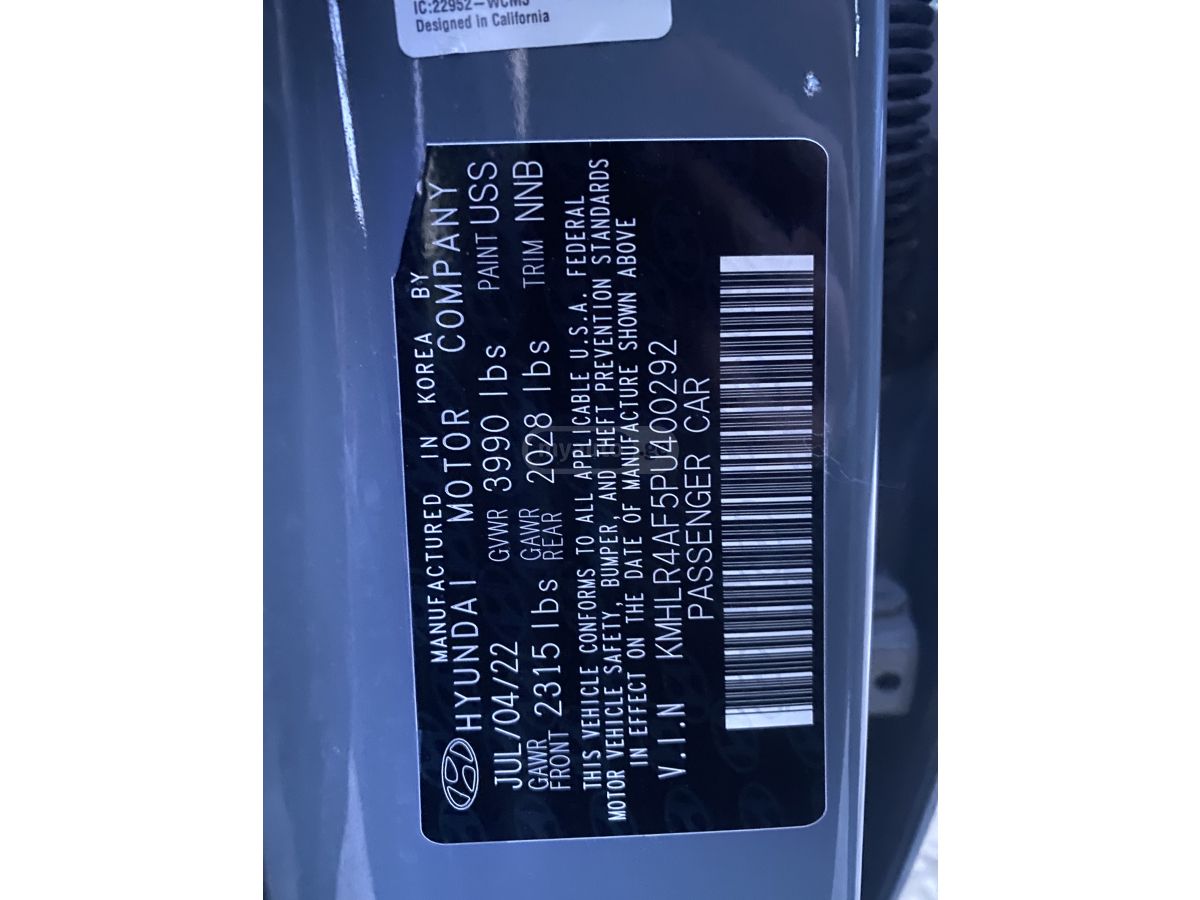 IC:22952-WCM5
Designed in California
MANUFACTURED IN KOREA BY
HYUNDAI MOTOR COMPANY
JUL/04/22 GVWR 3990 lbs PAINT USS
GAWR FRONT 2315 lbs GAWR REAR 2028 lbs TRIM NNB
THIS VEHICLE CONFORMS TO ALL APPLICABLE U.S.A. FEDERAL
MOTOR VEHICLE SAFETY, BUMPER, AND THEFT PREVENTION STANDARDS
IN EFFECT ON THE DATE OF MANUFACTURE SHOWN ABOVE
V.I.N KMHLR4AF5PU400292
PASSENGER CAR